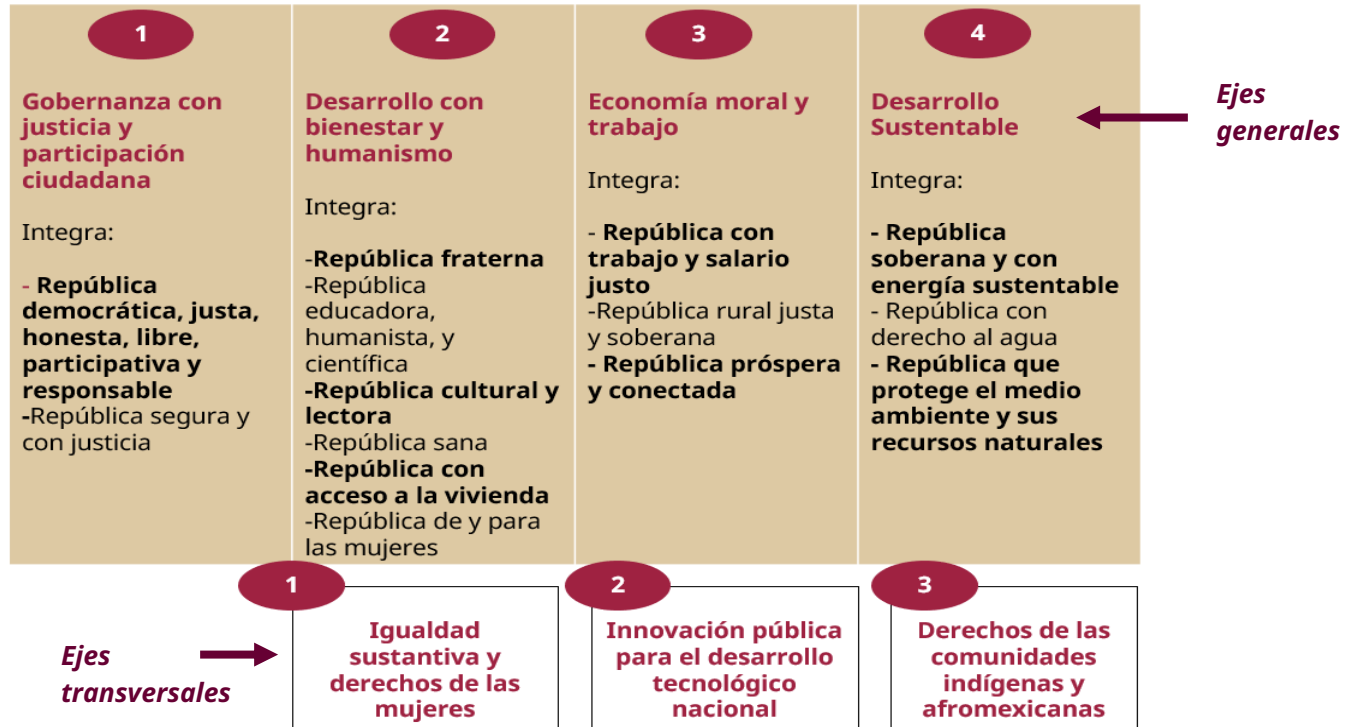 1
Gobernanza con
justicia y
participación
ciudadana
Integra:
- República
democrática, justa,
honesta, libre,
participativa y
responsable
-República segura y
con justicia
2
Desarrollo con
bienestar y
humanismo
Integra:
-República fraterna
-República
educadora,
humanista, y
científica
-República cultural y
lectora
-República sana
-República con
acceso a la vivienda
-República de y para
las mujeres
3
Economía moral y
trabajo
Integra:
- República con
trabajo y salario
justo
-República rural justa
y soberana
- República próspera
y conectada
4
Desarrollo
Sustentable
Integra:
- República
soberana y con
energía sustentable
- República con
derecho al agua
- República que
protege el medio
ambiente y sus
recursos naturales
Ejes
generales
Ejes
transversales
1
Igualdad
sustantiva y
derechos de las
mujeres
2
Innovación pública
para el desarrollo
tecnológico
nacional
3
Derechos de las
comunidades
indígenas y
afromexicanas